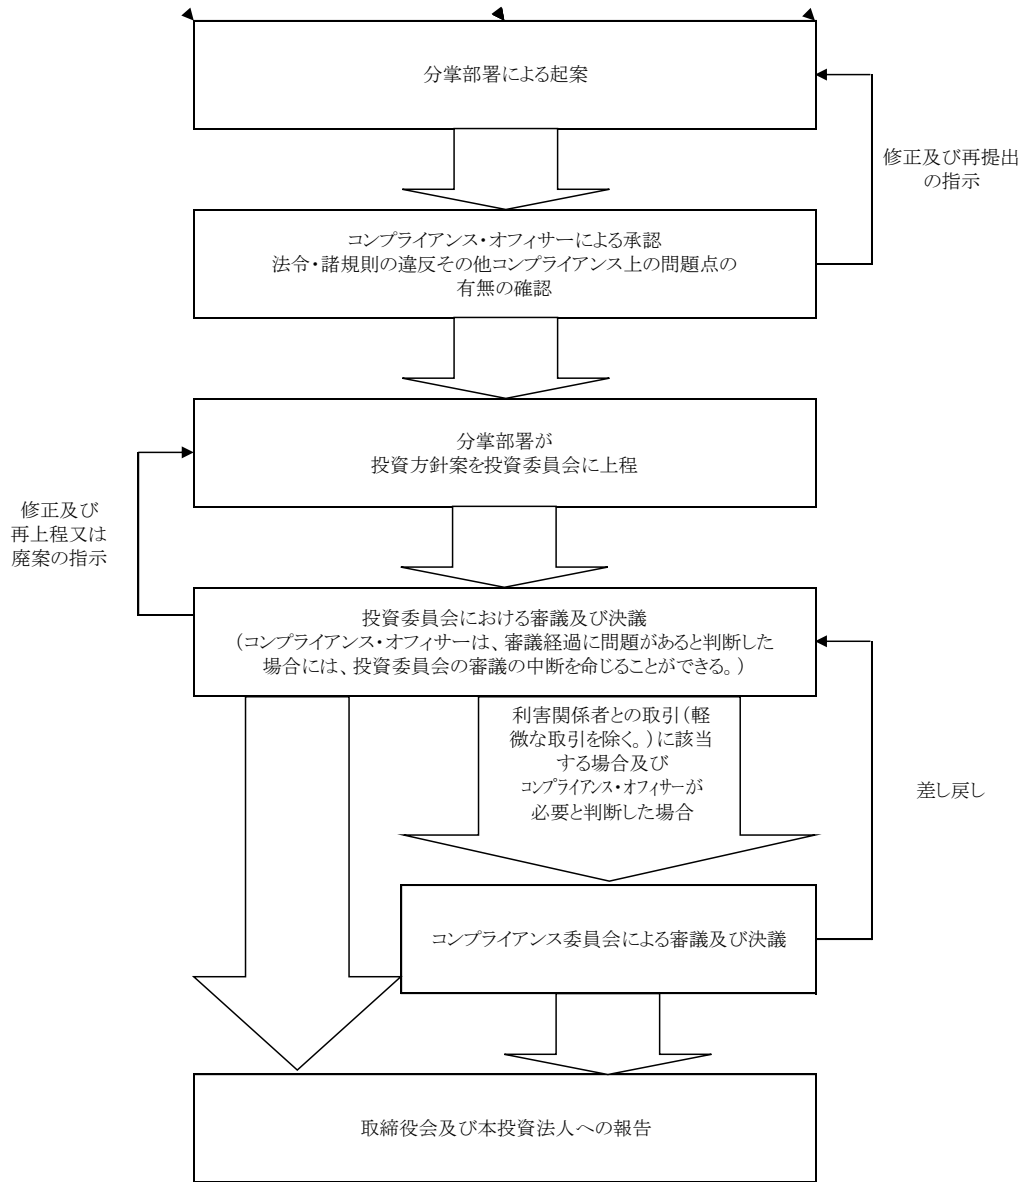 分掌部署による起案
修正及び再提出
の指示
コンプライアンス・オフィサーによる承認
法令・諸規則の違反その他コンプライアンス上の問題点の
有無の確認
分掌部署が
投資方針案を投資委員会に上程
修正及び
再上程又は
廃案の指示
投資委員会における審議及び決議
（コンプライアンス・オフィサーは、審議経過に問題があると判断した
場合には、投資委員会の審議の中断を命じることができる。）
利害関係者との取引（軽
微な取引を除く。）に該当
する場合及び
コンプライアンス・オフィサーが
必要と判断した場合
差し戻し
コンプライアンス委員会による審議及び決議
取締役会及び本投資法人への報告